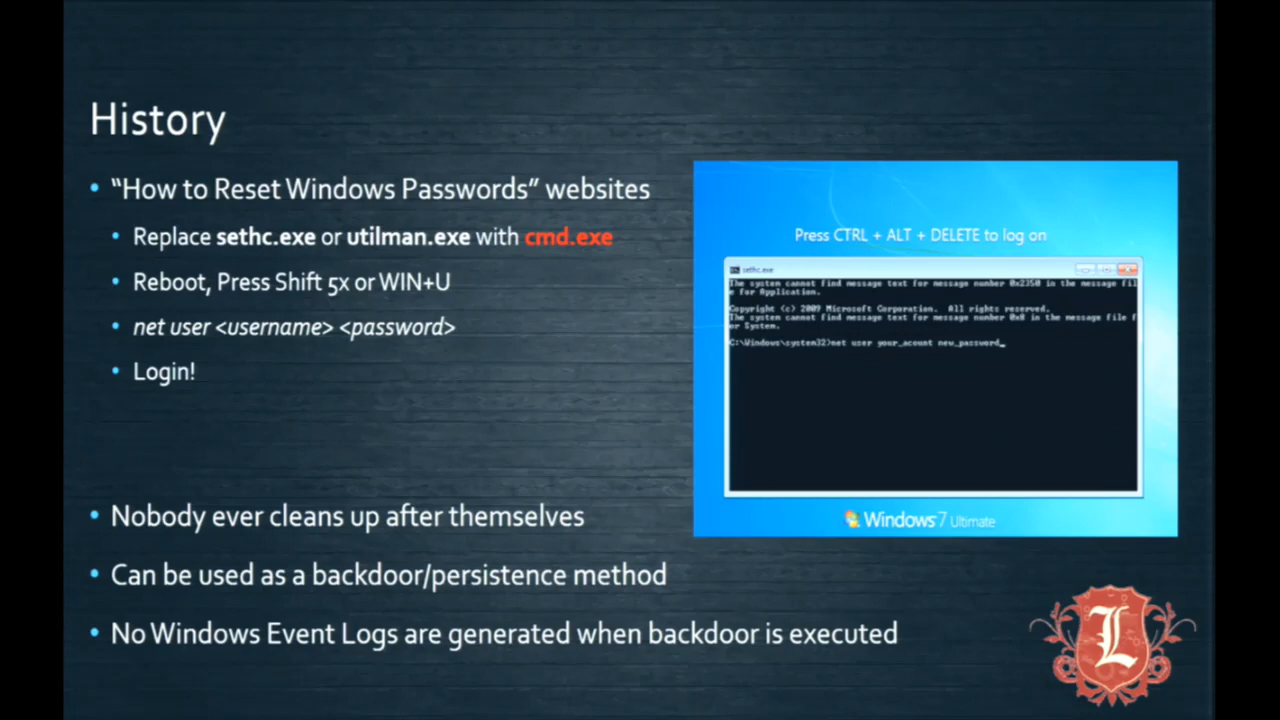 History
“How to Reset Windows Passwords” websites
Replace sethc.exe or utilman.exe with cmd.exe
Reboot, Press Shift 5x or WIN+U
net user <username> <password>
Login!
Nobody ever cleans up after themselves
Can be used as a backdoor/persistence method
No Windows Event Logs are generated when backdoor is executed
Press CTRL + ALT + DELETE to log on
sethc.exe
The system cannot find message text for message number 0x2350 in the message fil
e for Application.
Copyright (c) 2009 Microsoft Corporation.  All rights reserved.
The system cannot find message text for message number 0x8 in the message file f
or System.
C:\Windows\system32>net user your_acount new_password_
Windows 7 Ultimate
L